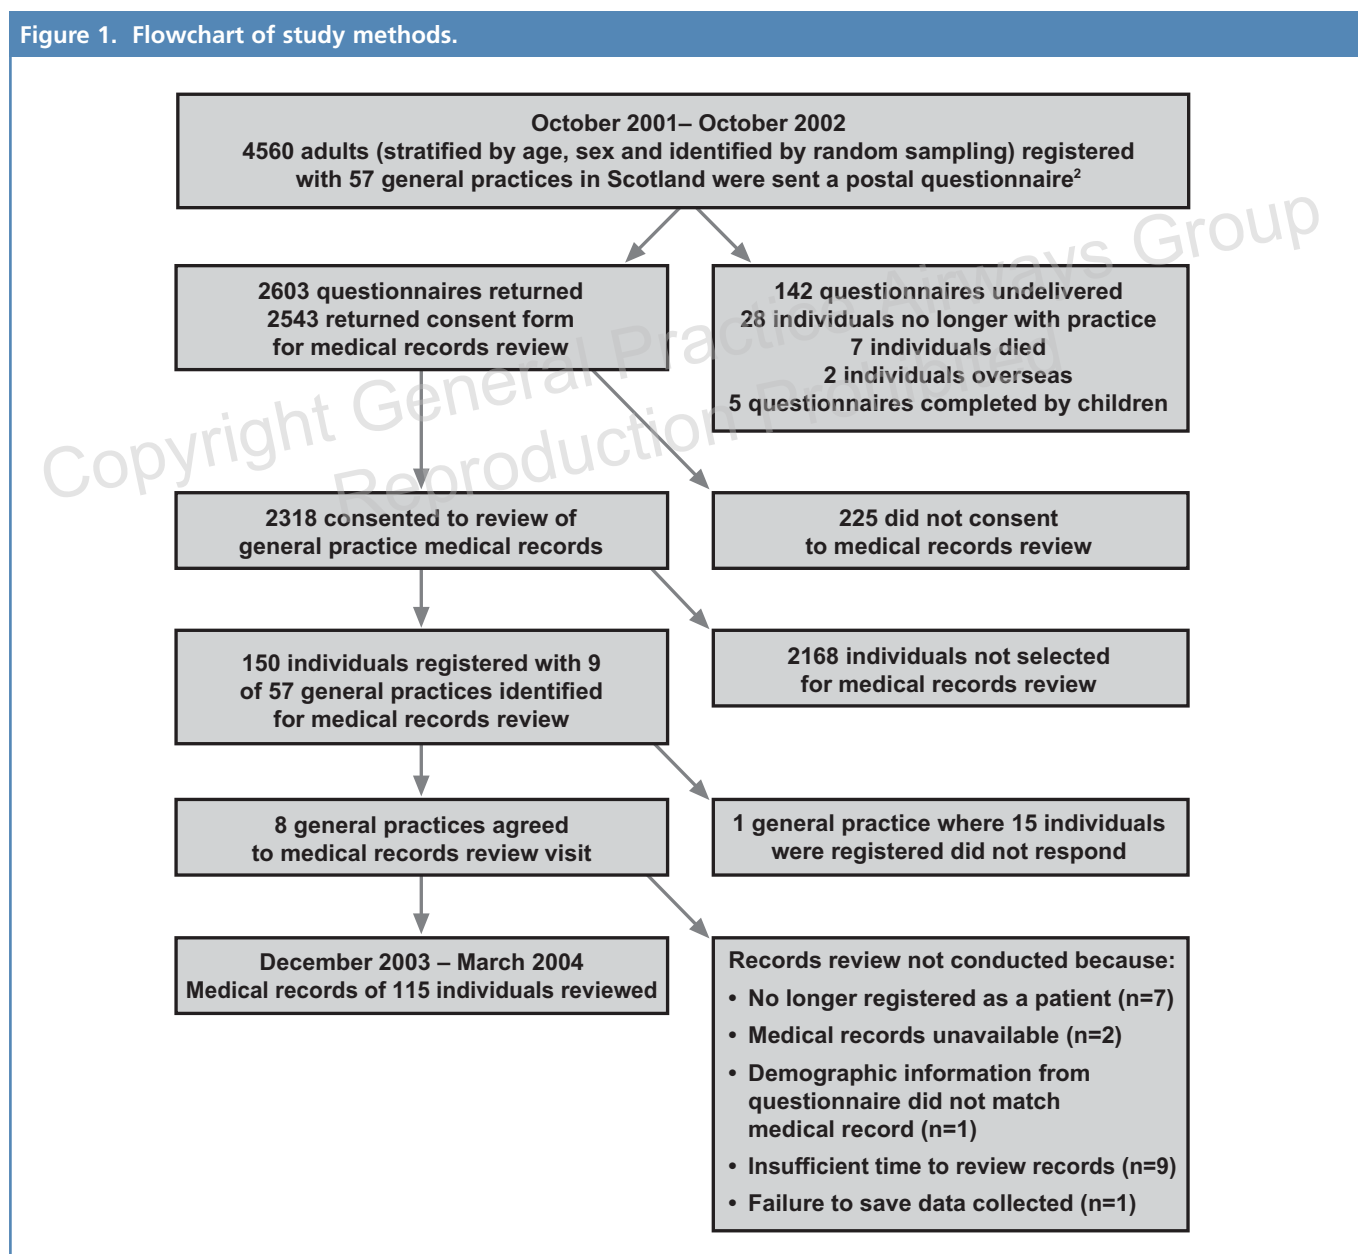 Figure 1. Flowchart of study methods.
October 2001– October 2002
4560 adults (stratified by age, sex and identified by random sampling) registered
with 57 general practices in Scotland were sent a postal questionnaire²
2603 questionnaires returned
2543 returned consent form
for medical records review
142 questionnaires undelivered
28 individuals no longer with practice
7 individuals died
2 individuals overseas
5 questionnaires completed by children
Copyright General Practice Airways Group
Reproduction Prohibited
2318 consented to review of
general practice medical records
225 did not consent
to medical records review
150 individuals registered with 9
of 57 general practices identified
for medical records review
2168 individuals not selected
for medical records review
8 general practices agreed
to medical records review visit
1 general practice where 15 individuals
were registered did not respond
December 2003 – March 2004
Medical records of 115 individuals reviewed
Records review not conducted because:
• No longer registered as a patient (n=7)
• Medical records unavailable (n=2)
• Demographic information from
questionnaire did not match
medical record (n=1)
• Insufficient time to review records (n=9)
• Failure to save data collected (n=1)